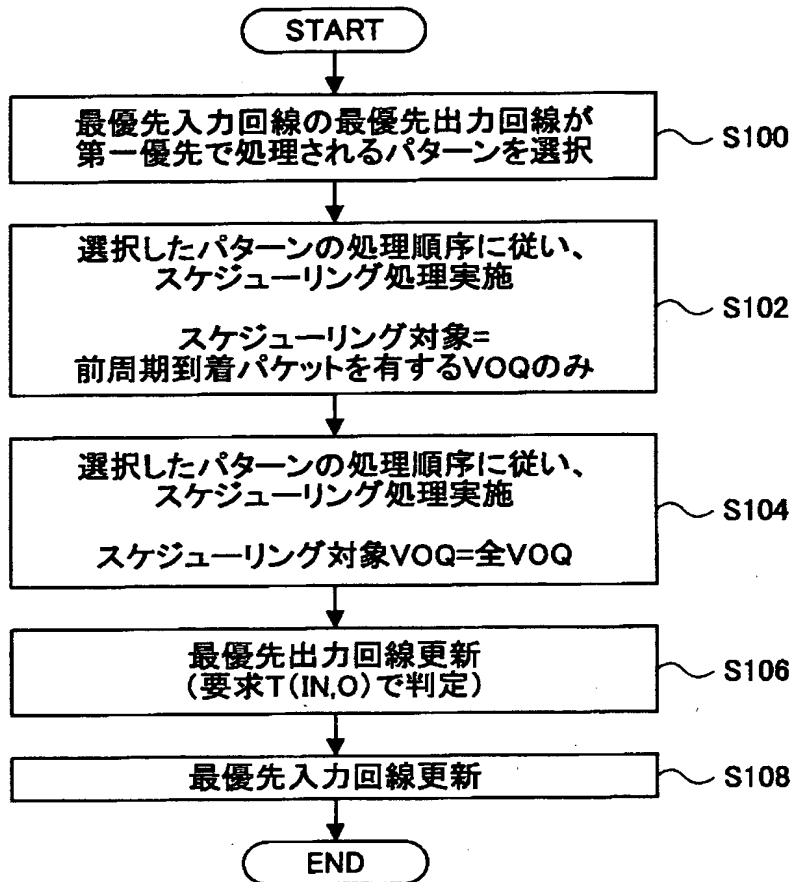 START
最優先入力回線の最優先出力回線が
第一優先で処理されるパターンを選択
S100
選択したパターンの処理順序に従い、
スケジューリング処理実施
スケジューリング対象=
前周期到着パケットを有するVOQのみ
S102
選択したパターンの処理順序に従い、
スケジューリング処理実施
スケジューリング対象VOQ=全VOQ
S104
最優先出力回線更新
(要求T(IN,O)で判定)
S106
最優先入力回線更新
S108
END